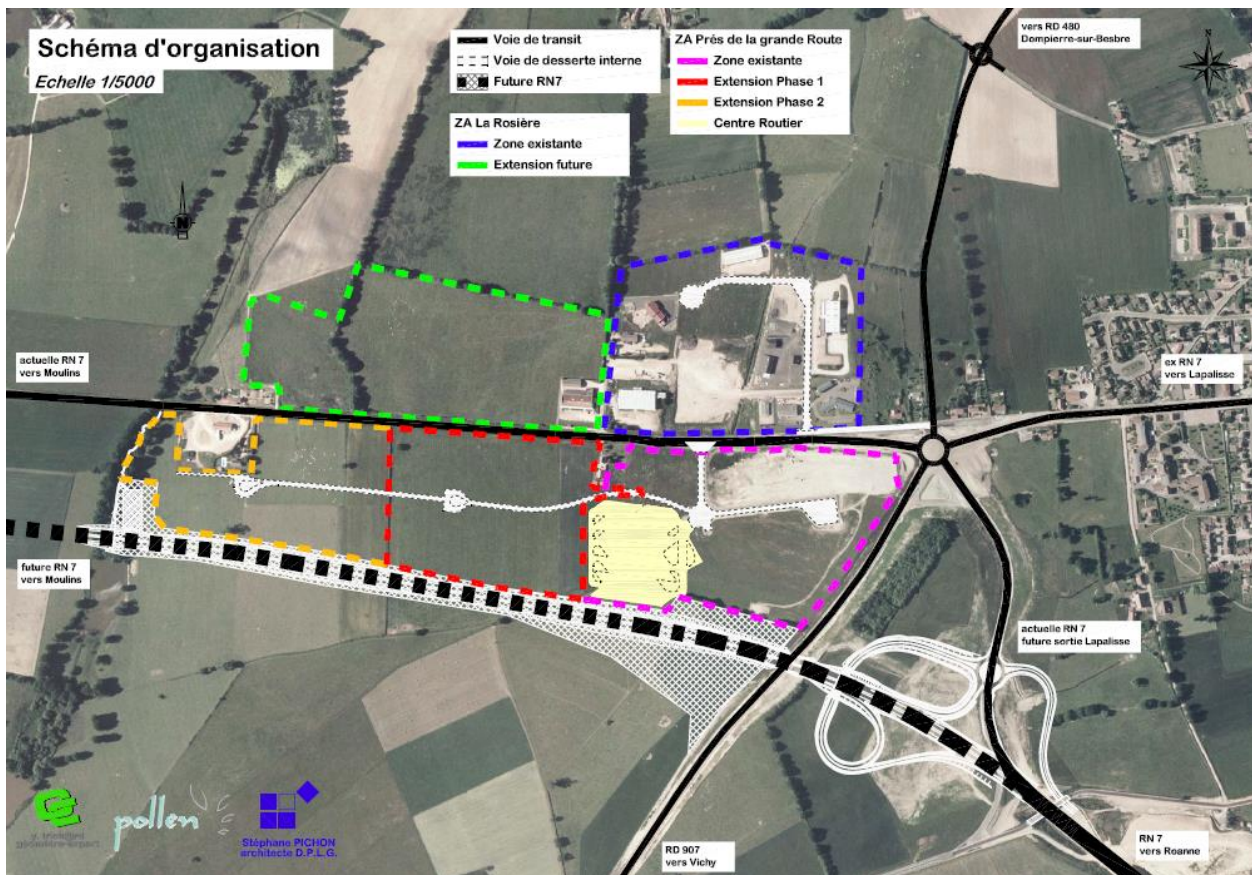 Schéma d'organisation
Echelle 1/5000
Voie de transit
Voie de desserte interne
Future RN7
ZA La Rosière
Zone existante
Extension future
ZA Prés de la grande Route
Zone existante
Extension Phase 1
Extension Phase 2
Centre Routier
vers RD 480
Dompierre-sur-Besbre
N
N
actuelle RN 7
vers Moulins
ex RN 7
vers Lapalisse
future RN 7
vers Moulins
actuelle RN 7
future sortie Lapalisse
RD 907
vers Vichy
RN 7
vers Roanne
pollen
Stéphane PICHON
architecte D.P.L.G.